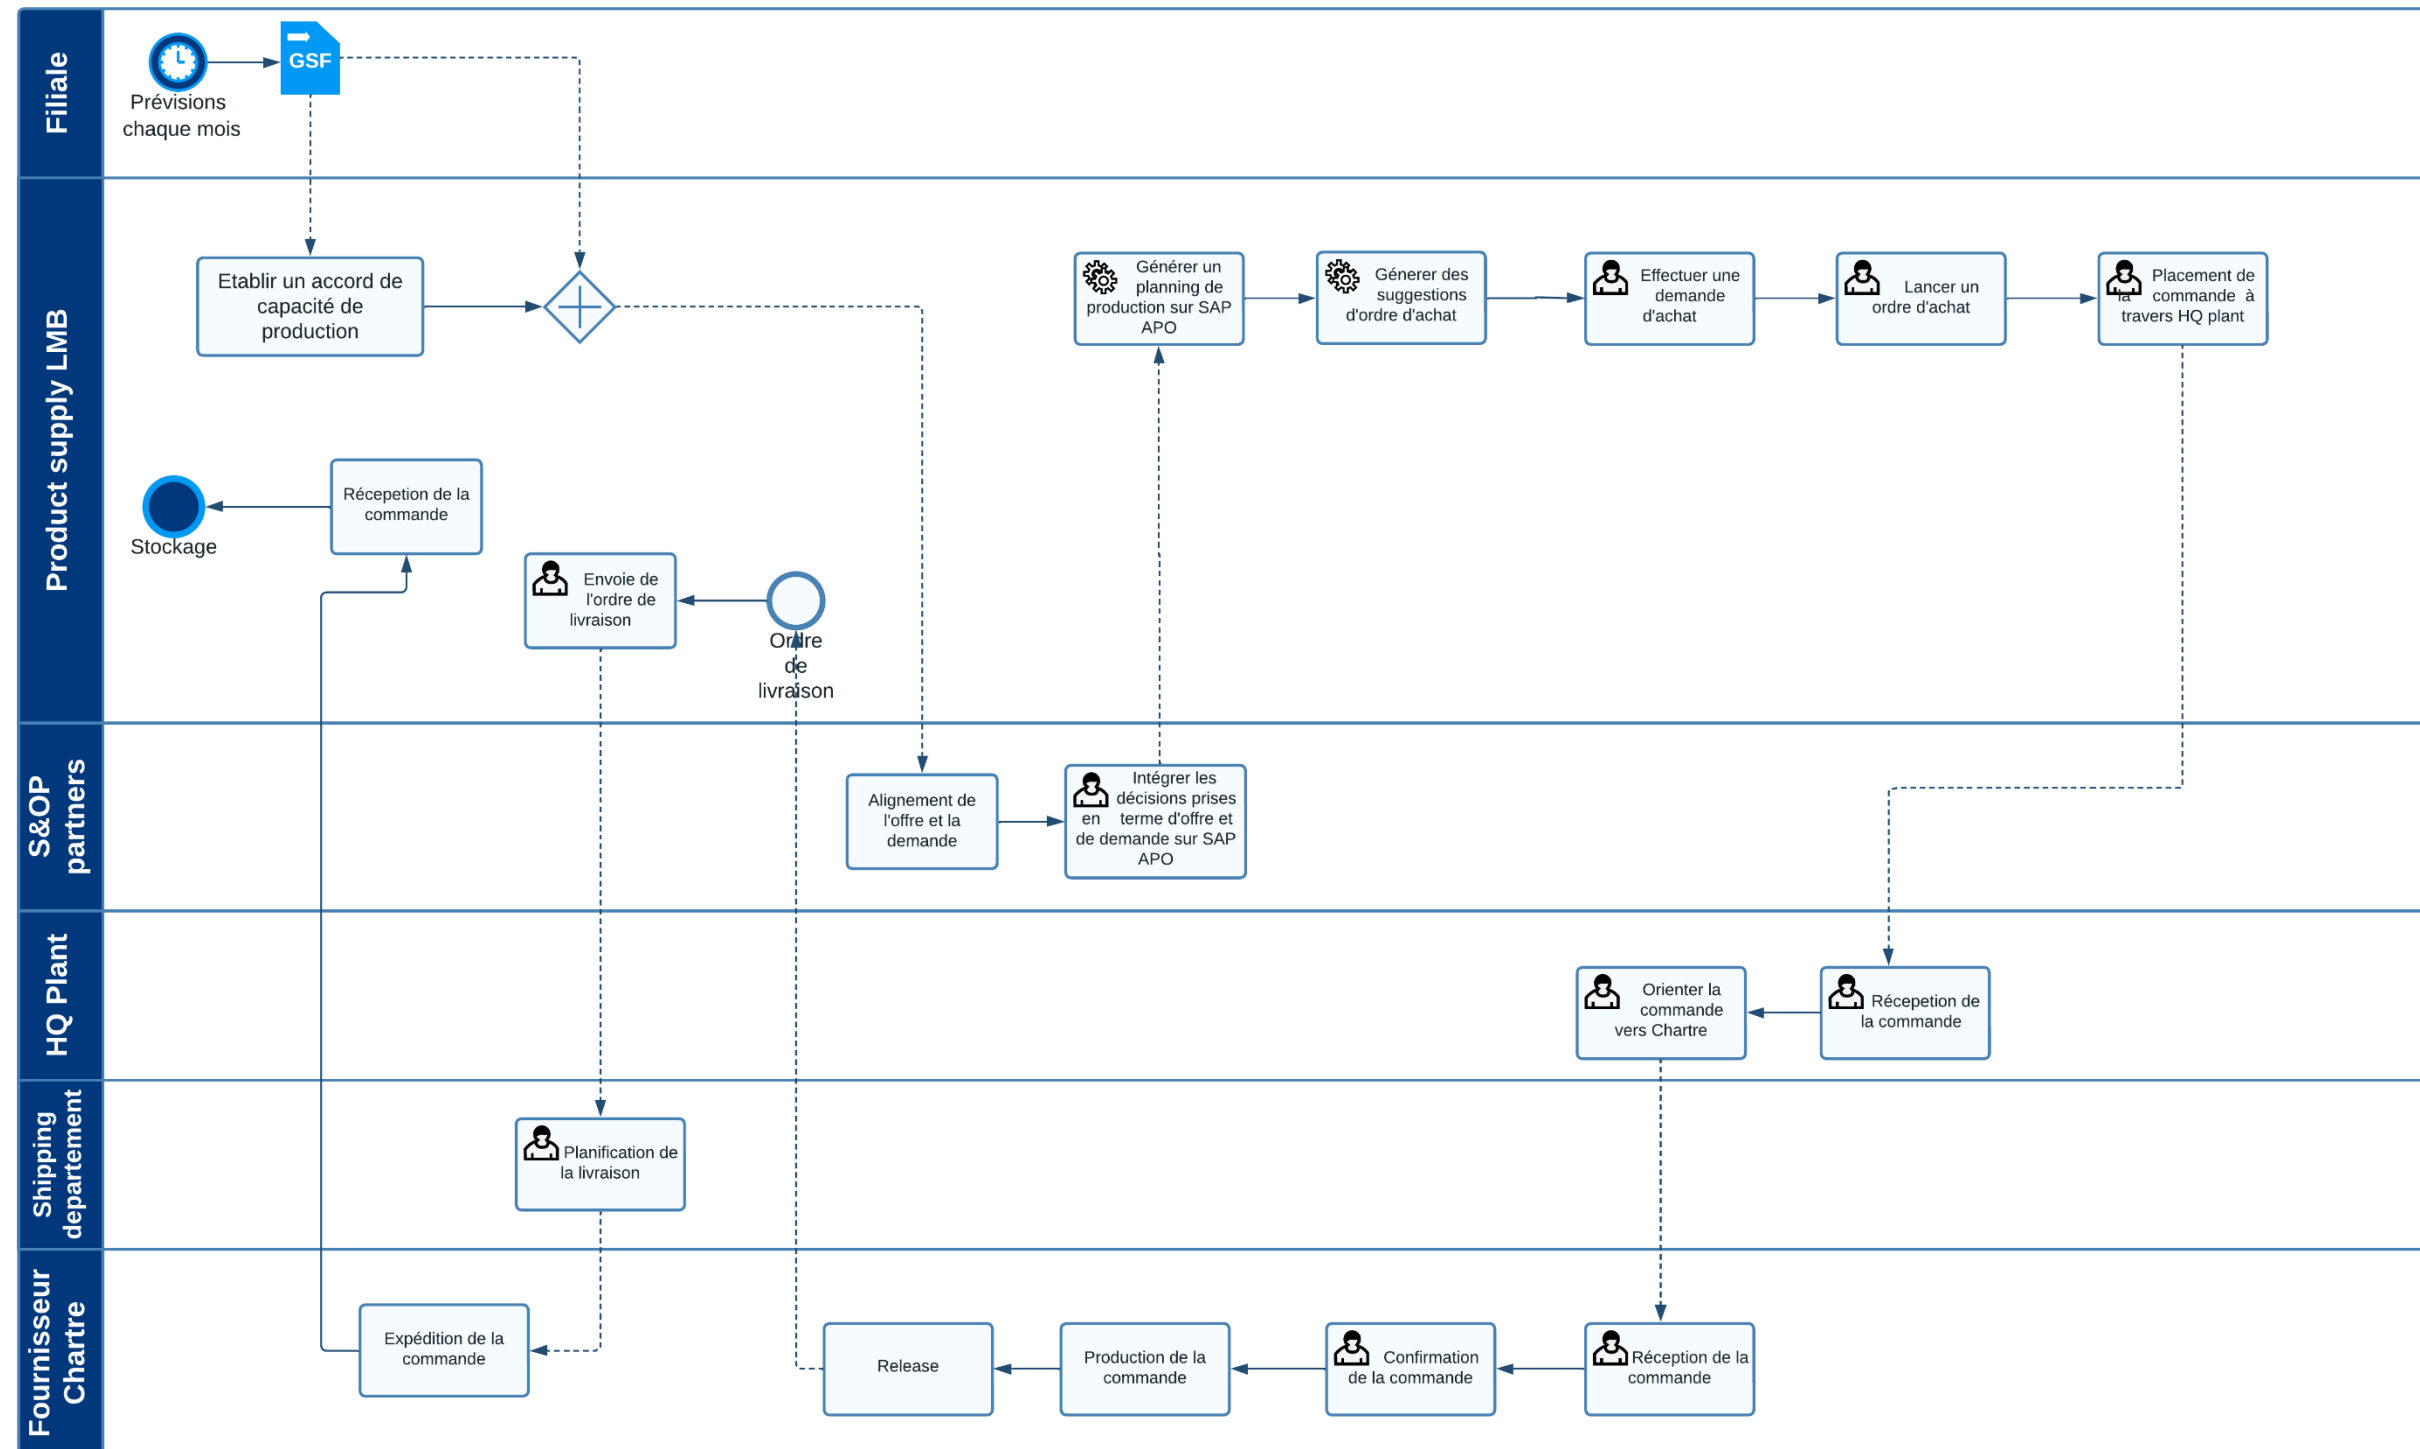 Filiale
GSF
Prévisions
chaque mois
Product supply LMB
Etablir un accord de
capacité de
production
Générer un
planning de
production sur SAP
APO
Génerer des
suggestions
d'ordre d'achat
Effectuer une
demande
d'achat
Lancer un
ordre d'achat
Placement de
la commande à
travers HQ plant
Récepetion de la
commande
Stockage
Envoie de
l'ordre de
livraison
Ordre
de
livraison
S&OP
partners
Alignement de
l'offre et la
demande
Intégrer les
décisions prises
en terme d'offre et
de demande sur SAP
APO
HQ Plant
Orienter la
commande
vers Chartre
Récepetion de
la commande
Shipping
departement
Planification de
la livraison
Fournisseur
Chartre
Expédition de la
commande
Release
Production de la
commande
Confirmation
de la commande
Réception de la
commande